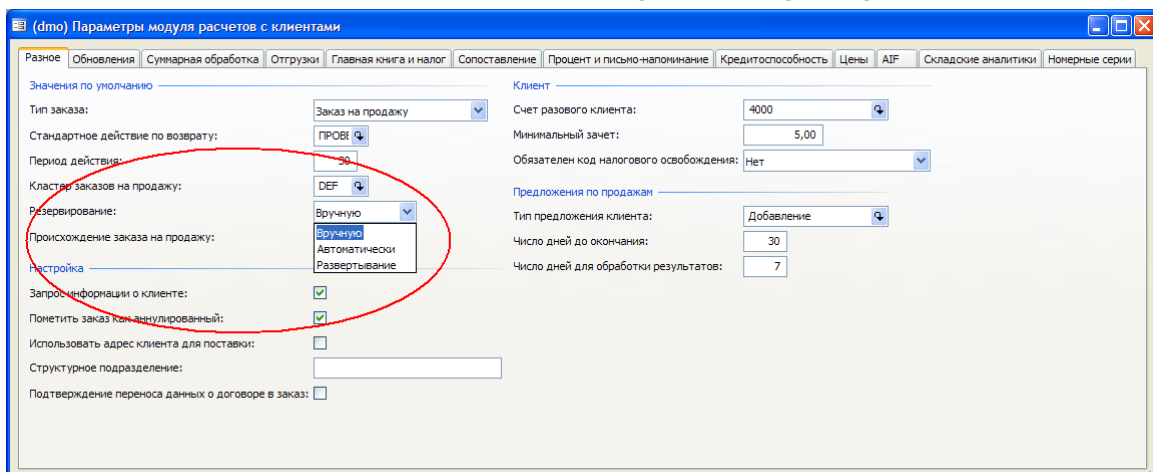 (dmo) Параметры модуля расчетов с клиентами
Разное Обновления Суммарная обработка Отгрузки Главная книга и налог Сопоставление Процент и письмо-напоминание Кредитоспособность Цены AIF Складские аналитики Номерные серии
Значения по умолчанию
Тип заказа: Заказ на продажу
Стандартное действие по возврату: ПРОВЕ
Период действия: 30
Кластер заказов на продажу: DEF
Резервирование: Вручную
Вручную
Происхождение заказа на продажу:
Автоматически
Развертывание
Настройка
Запрос информации о клиенте:
Пометить заказ как аннулированный:
Использовать адрес клиента для поставки:
Структурное подразделение:
Подтверждение переноса данных о договоре в заказ:
Клиент
Счет разового клиента: 4000
Минимальный зачет: 5,00
Обязателен код налогового освобождения: Нет
Предложения по продажам
Тип предложения клиента: Добавление
Число дней до окончания: 30
Число дней для обработки результатов: 7